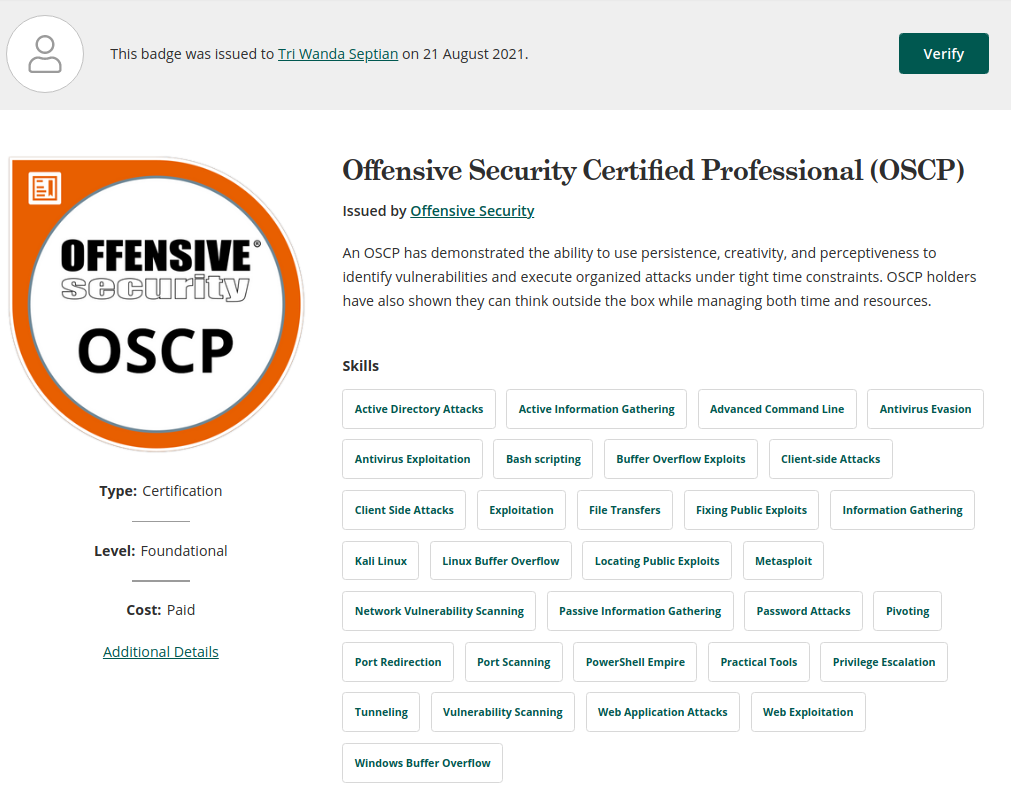 This badge was issued to Tri Wanda Septian on 21 August 2021.
Verify
OFFENSIVE®
security
OSCP
Type: Certification
Level: Foundational
Cost: Paid
Additional Details
Offensive Security Certified Professional (OSCP)
Issued by Offensive Security
An OSCP has demonstrated the ability to use persistence, creativity, and perceptiveness to
identify vulnerabilities and execute organized attacks under tight time constraints. OSCP holders
have also shown they can think outside the box while managing both time and resources.
Skills
Active Directory Attacks Active Information Gathering Advanced Command Line Antivirus Evasion
Antivirus Exploitation Bash scripting Buffer Overflow Exploits Client-side Attacks
Client Side Attacks Exploitation File Transfers Fixing Public Exploits Information Gathering
Kali Linux Linux Buffer Overflow Locating Public Exploits Metasploit
Network Vulnerability Scanning Passive Information Gathering Password Attacks Pivoting
Port Redirection Port Scanning PowerShell Empire Practical Tools Privilege Escalation
Tunneling Vulnerability Scanning Web Application Attacks Web Exploitation
Windows Buffer Overflow